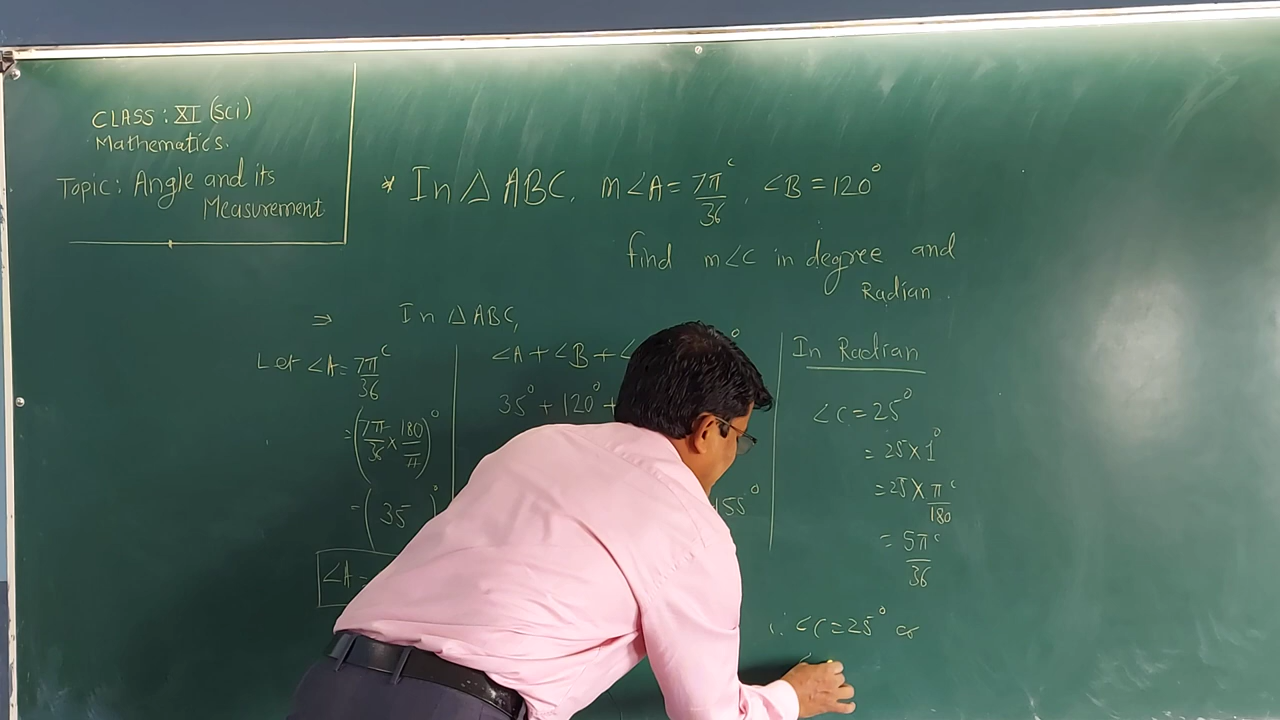 CLASS : XI (Sci)
Mathematics.
Topic : Angle and its
Measurement
* In △ ABC, m∠A = 7π/36 ᶜ, ∠B = 120°
find m∠C in degree and
Radian.
⇒ In △ ABC,
Let ∠A = 7π/36 ᶜ
= (7π/36 × 180/π)°
= (35)°
∠A =
∠A + ∠B + ∠
35° + 120° +
155°
In Radian
∠C = 25°
= 25 × 1°
= 25 × π/180 ᶜ
= 5π/36 ᶜ
∴ ∠C = 25° or